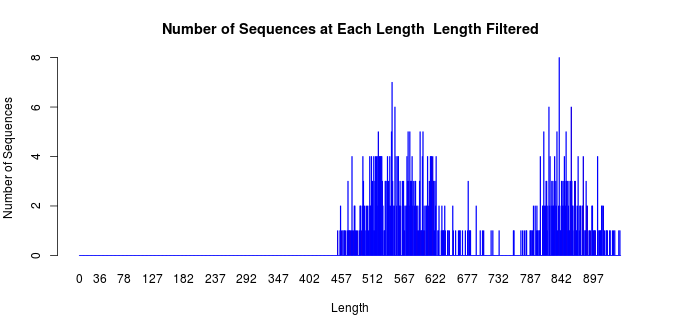 Number of Sequences at Each Length  Length Filtered
Number of Sequences
8
6
4
2
0
0 36 78 127 182 237 292 347 402 457 512 567 622 677 732 787 842 897
Length